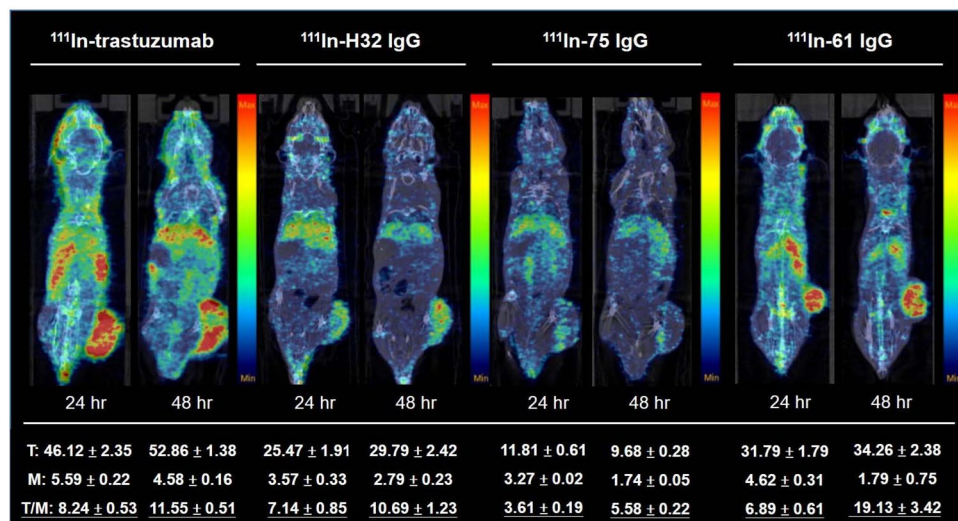 ¹¹¹In-trastuzumab ¹¹¹In-H32 IgG ¹¹¹In-75 IgG ¹¹¹In-61 IgG
Max Max Max Max
Min Min Min Min
24 hr 48 hr 24 hr 48 hr 24 hr 48 hr 24 hr 48 hr
T: 46.12 ± 2.35 52.86 ± 1.38 25.47 ± 1.91 29.79 ± 2.42 11.81 ± 0.61 9.68 ± 0.28 31.79 ± 1.79 34.26 ± 2.38
M: 5.59 ± 0.22 4.58 ± 0.16 3.57 ± 0.33 2.79 ± 0.23 3.27 ± 0.02 1.74 ± 0.05 4.62 ± 0.31 1.79 ± 0.75
T/M: 8.24 ± 0.53 11.55 ± 0.51 7.14 ± 0.85 10.69 ± 1.23 3.61 ± 0.19 5.58 ± 0.22 6.89 ± 0.61 19.13 ± 3.42